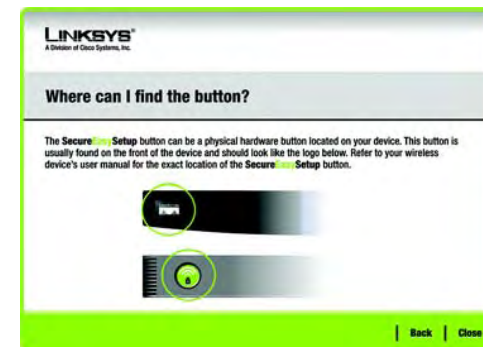 LINKSYS®
A Division of Cisco Systems, Inc.
Where can I find the button?
The SecureEasySetup button can be a physical hardware button located on your device. This button is
usually found on the front of the device and should look like the logo below. Refer to your wireless
device's user manual for the exact location of the SecureEasySetup button.
| Back | Close